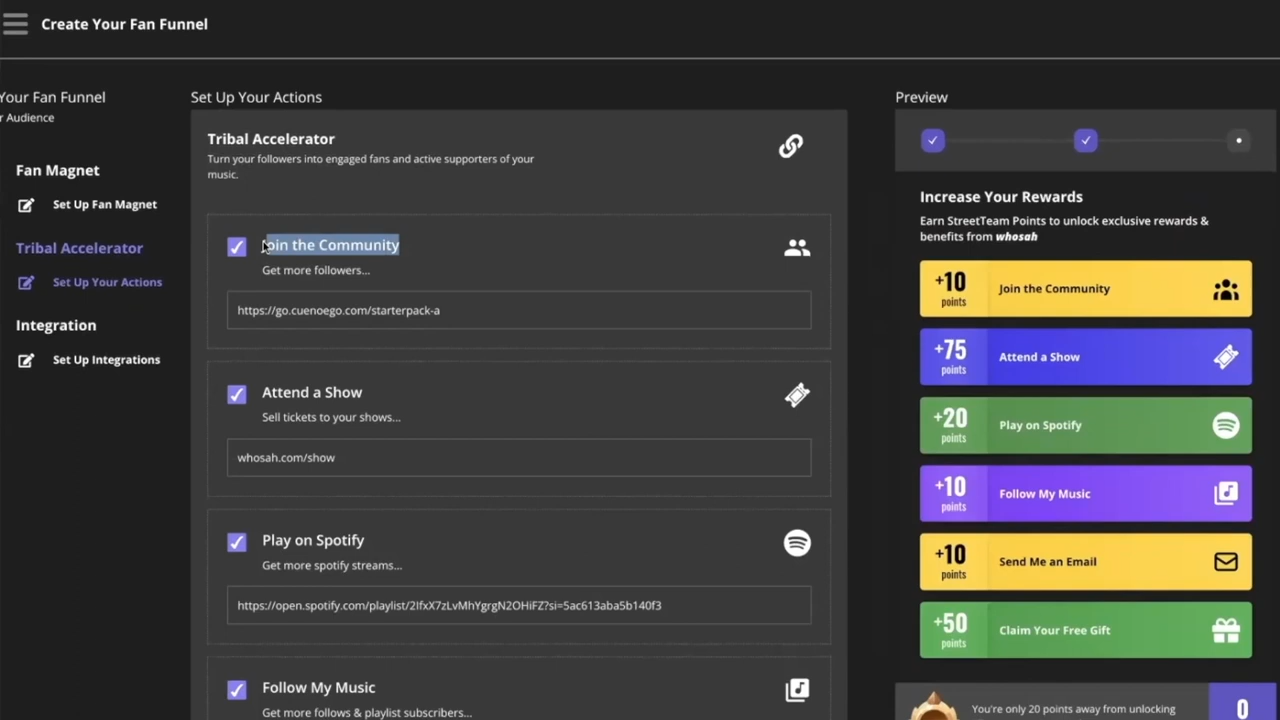 Create Your Fan Funnel
Your Fan Funnel
r Audience
Fan Magnet
Set Up Fan Magnet
Tribal Accelerator
Set Up Your Actions
Integration
Set Up Integrations
Set Up Your Actions
Tribal Accelerator
Turn your followers into engaged fans and active supporters of your
music.
Join the Community
Get more followers...
https://go.cuenoego.com/starterpack-a
Attend a Show
Sell tickets to your shows...
whosah.com/show
Play on Spotify
Get more spotify streams...
https://open.spotify.com/playlist/2IfxX7zLvMhYgrgN2OHiFZ?si=5ac613aba5b140f3
Follow My Music
Get more follows & playlist subscribers...
Preview
Increase Your Rewards
Earn StreetTeam Points to unlock exclusive rewards &
benefits from whosah
+10 points Join the Community
+75 points Attend a Show
+20 points Play on Spotify
+10 points Follow My Music
+10 points Send Me an Email
+50 points Claim Your Free Gift
You're only 20 points away from unlocking
0